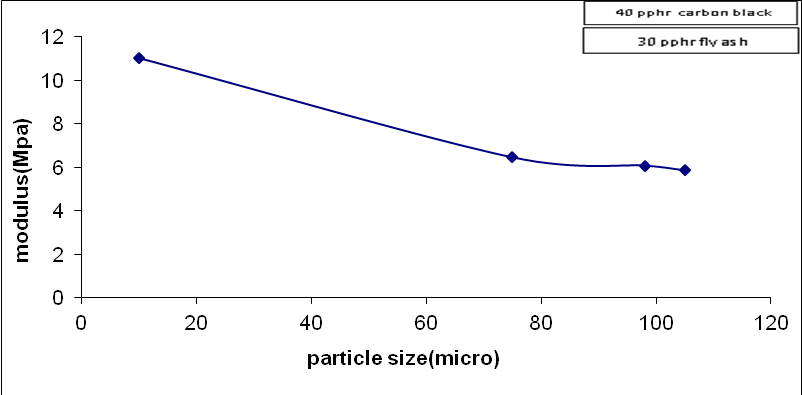 40 pphr carbon black
30 pphr fly ash
12
10
8
6
4
2
0
modulus(Mpa)
0 20 40 60 80 100 120
particle size(micro)